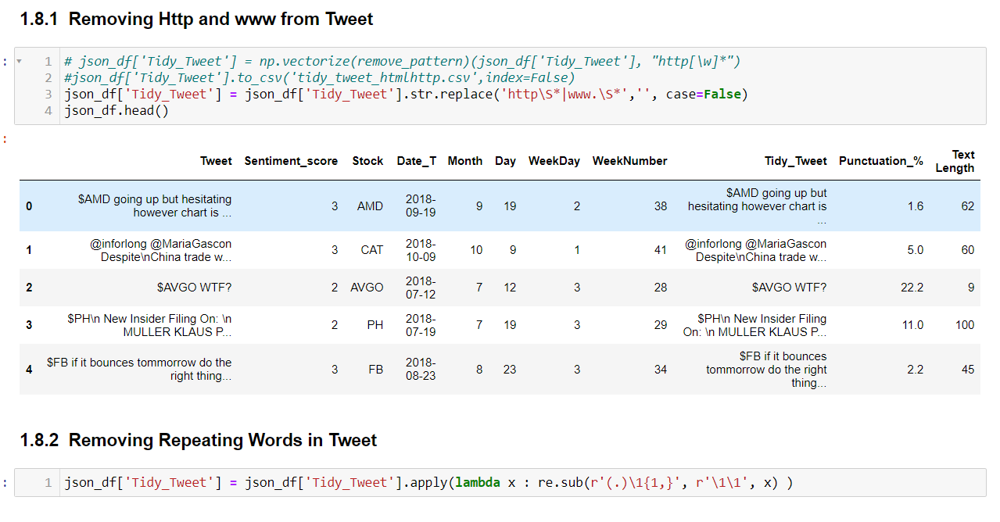 1.8.1 Removing Http and www from Tweet
: 1 # json_df['Tidy_Tweet'] = np.vectorize(remove_pattern)(json_df['Tidy_Tweet'], "http[\w]*")
2 #json_df['Tidy_Tweet'].to_csv('tidy_tweet_htmlhttp.csv',index=False)
3 json_df['Tidy_Tweet'] = json_df['Tidy_Tweet'].str.replace('http\S*|www.\S*','', case=False)
4 json_df.head()
:
Tweet Sentiment_score Stock Date_T Month Day WeekDay WeekNumber Tidy_Tweet Punctuation_% Text Length
0 $AMD going up but hesitating however chart is ... 3 AMD 2018-09-19 9 19 2 38 $AMD going up but hesitating however chart is ... 1.6 62
1 @inforlong @MariaGascon Despite\nChina trade w... 3 CAT 2018-10-09 10 9 1 41 @inforlong @MariaGascon Despite\nChina trade w... 5.0 60
2 $AVGO WTF? 2 AVGO 2018-07-12 7 12 3 28 $AVGO WTF? 22.2 9
3 $PH\n New Insider Filing On: \n MULLER KLAUS P... 2 PH 2018-07-19 7 19 3 29 $PH\n New Insider Filing On: \n MULLER KLAUS P... 11.0 100
4 $FB if it bounces tommorrow do the right thing... 3 FB 2018-08-23 8 23 3 34 $FB if it bounces tommorrow do the right thing... 2.2 45
1.8.2 Removing Repeating Words in Tweet
: 1 json_df['Tidy_Tweet'] = json_df['Tidy_Tweet'].apply(lambda x : re.sub(r'(.)\1{1,}', r'\1\1', x) )